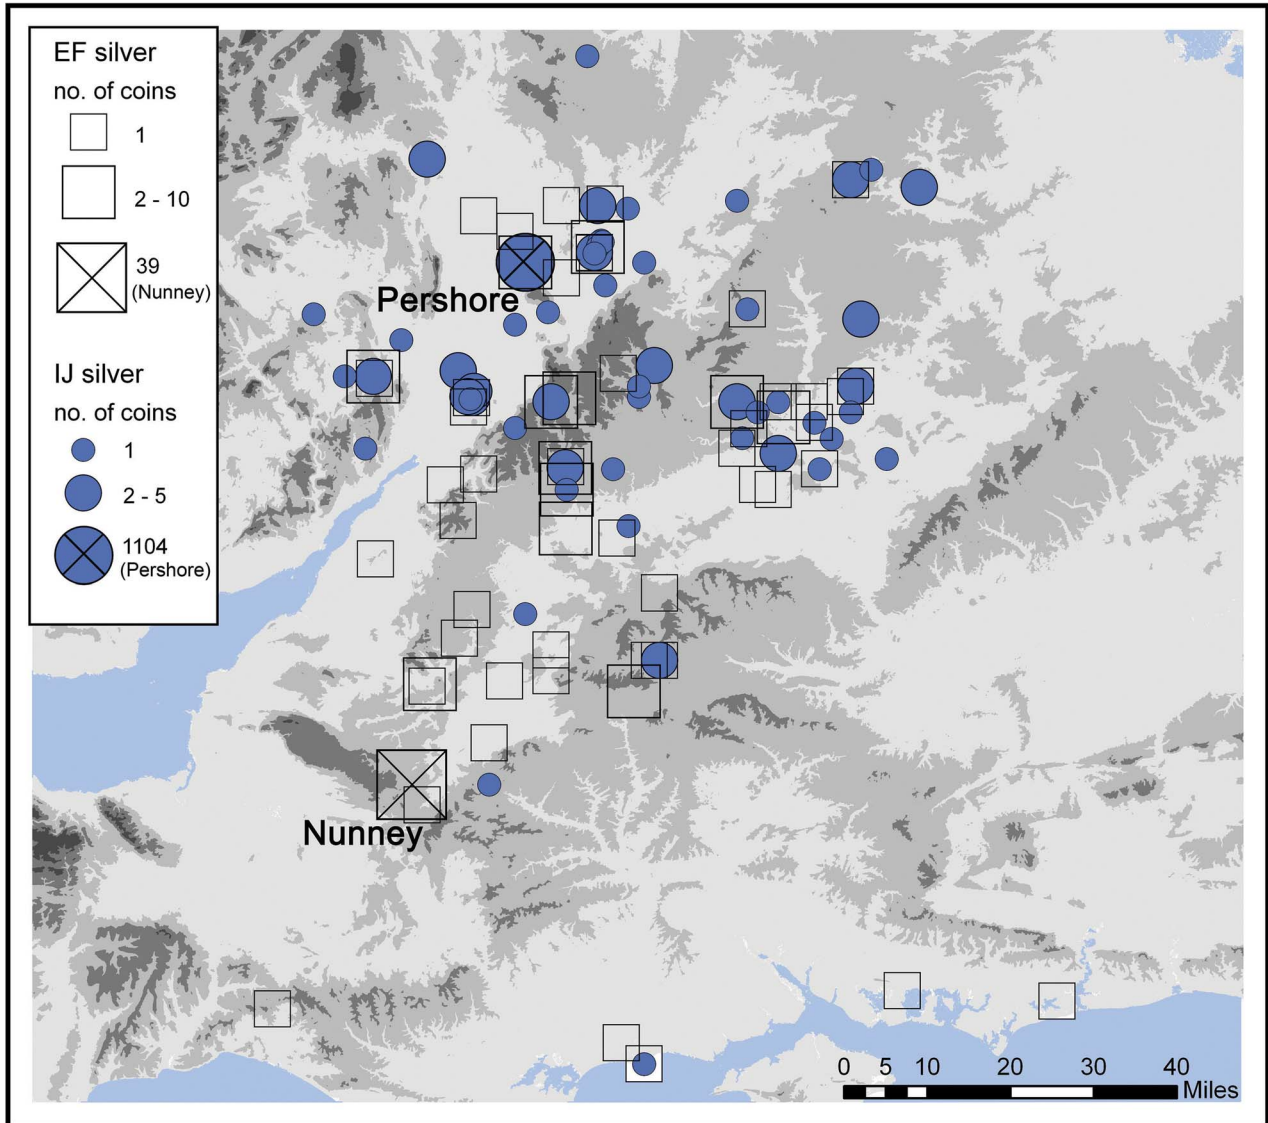 EF silver
no. of coins
1
2 - 10
39
(Nunney)
IJ silver
no. of coins
1
2 - 5
1104
(Pershore)
Pershore
Nunney
0 5 10 20 30 40
Miles